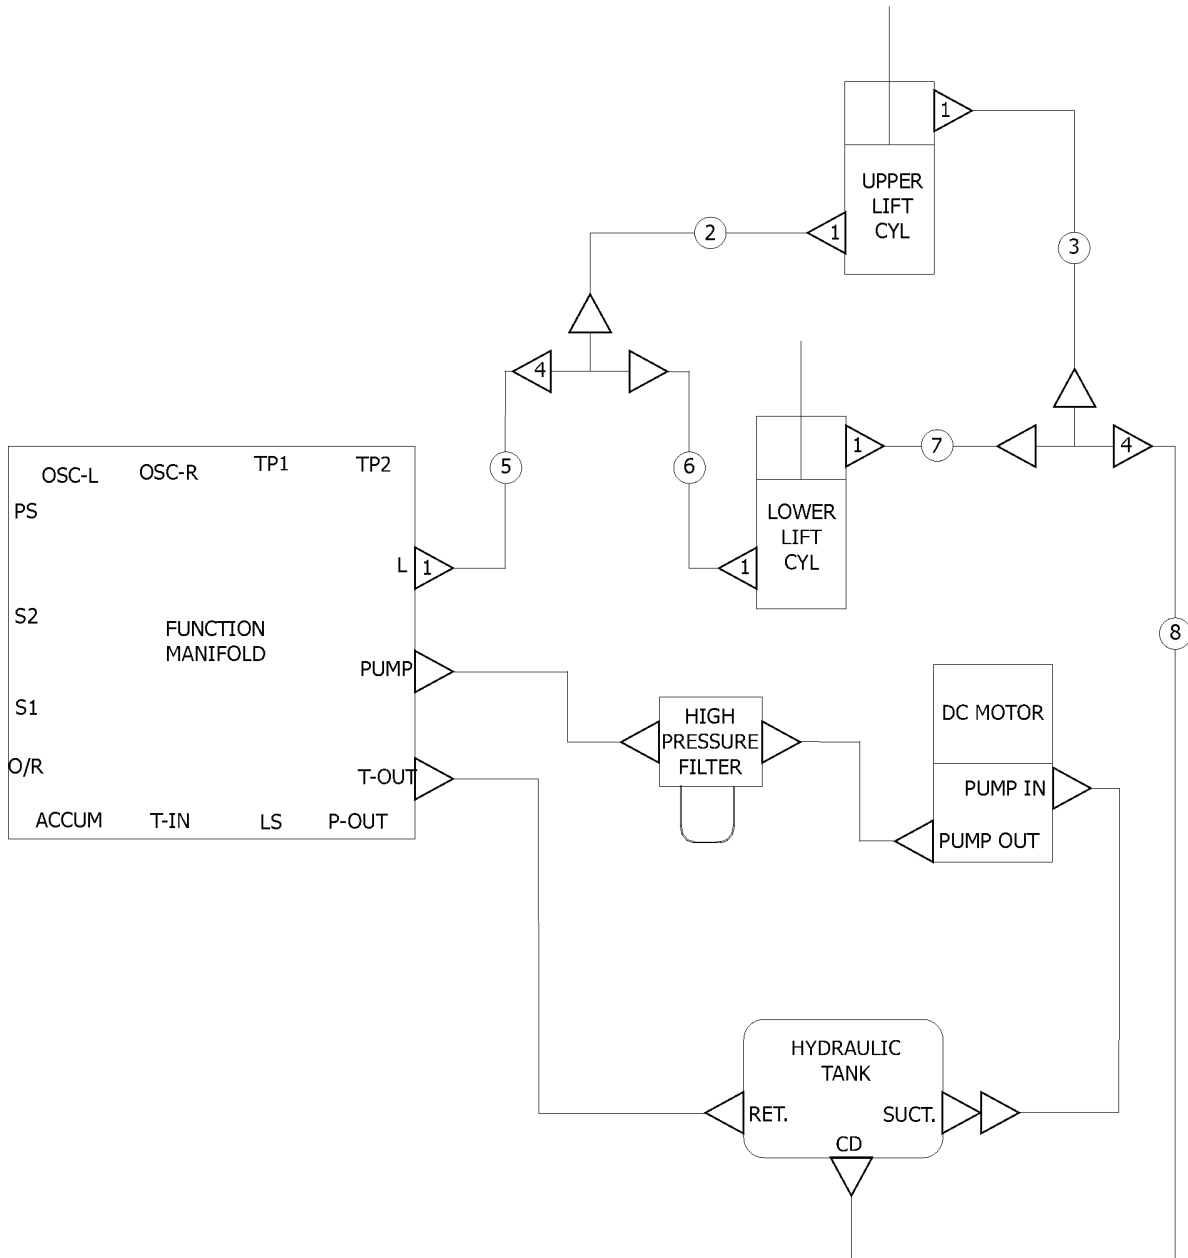 1
UPPER
LIFT
CYL
1
2
3
4
1
7
4
5
6
LOWER
LIFT
CYL
1
8
OSC-L
OSC-R
TP1
TP2
PS
L
1
S2
FUNCTION
MANIFOLD
PUMP
S1
O/R
T-OUT
ACCUM
T-IN
LS
P-OUT
HIGH
PRESSURE
FILTER
DC MOTOR
PUMP IN
PUMP OUT
HYDRAULIC
TANK
RET.
SUCT.
CD